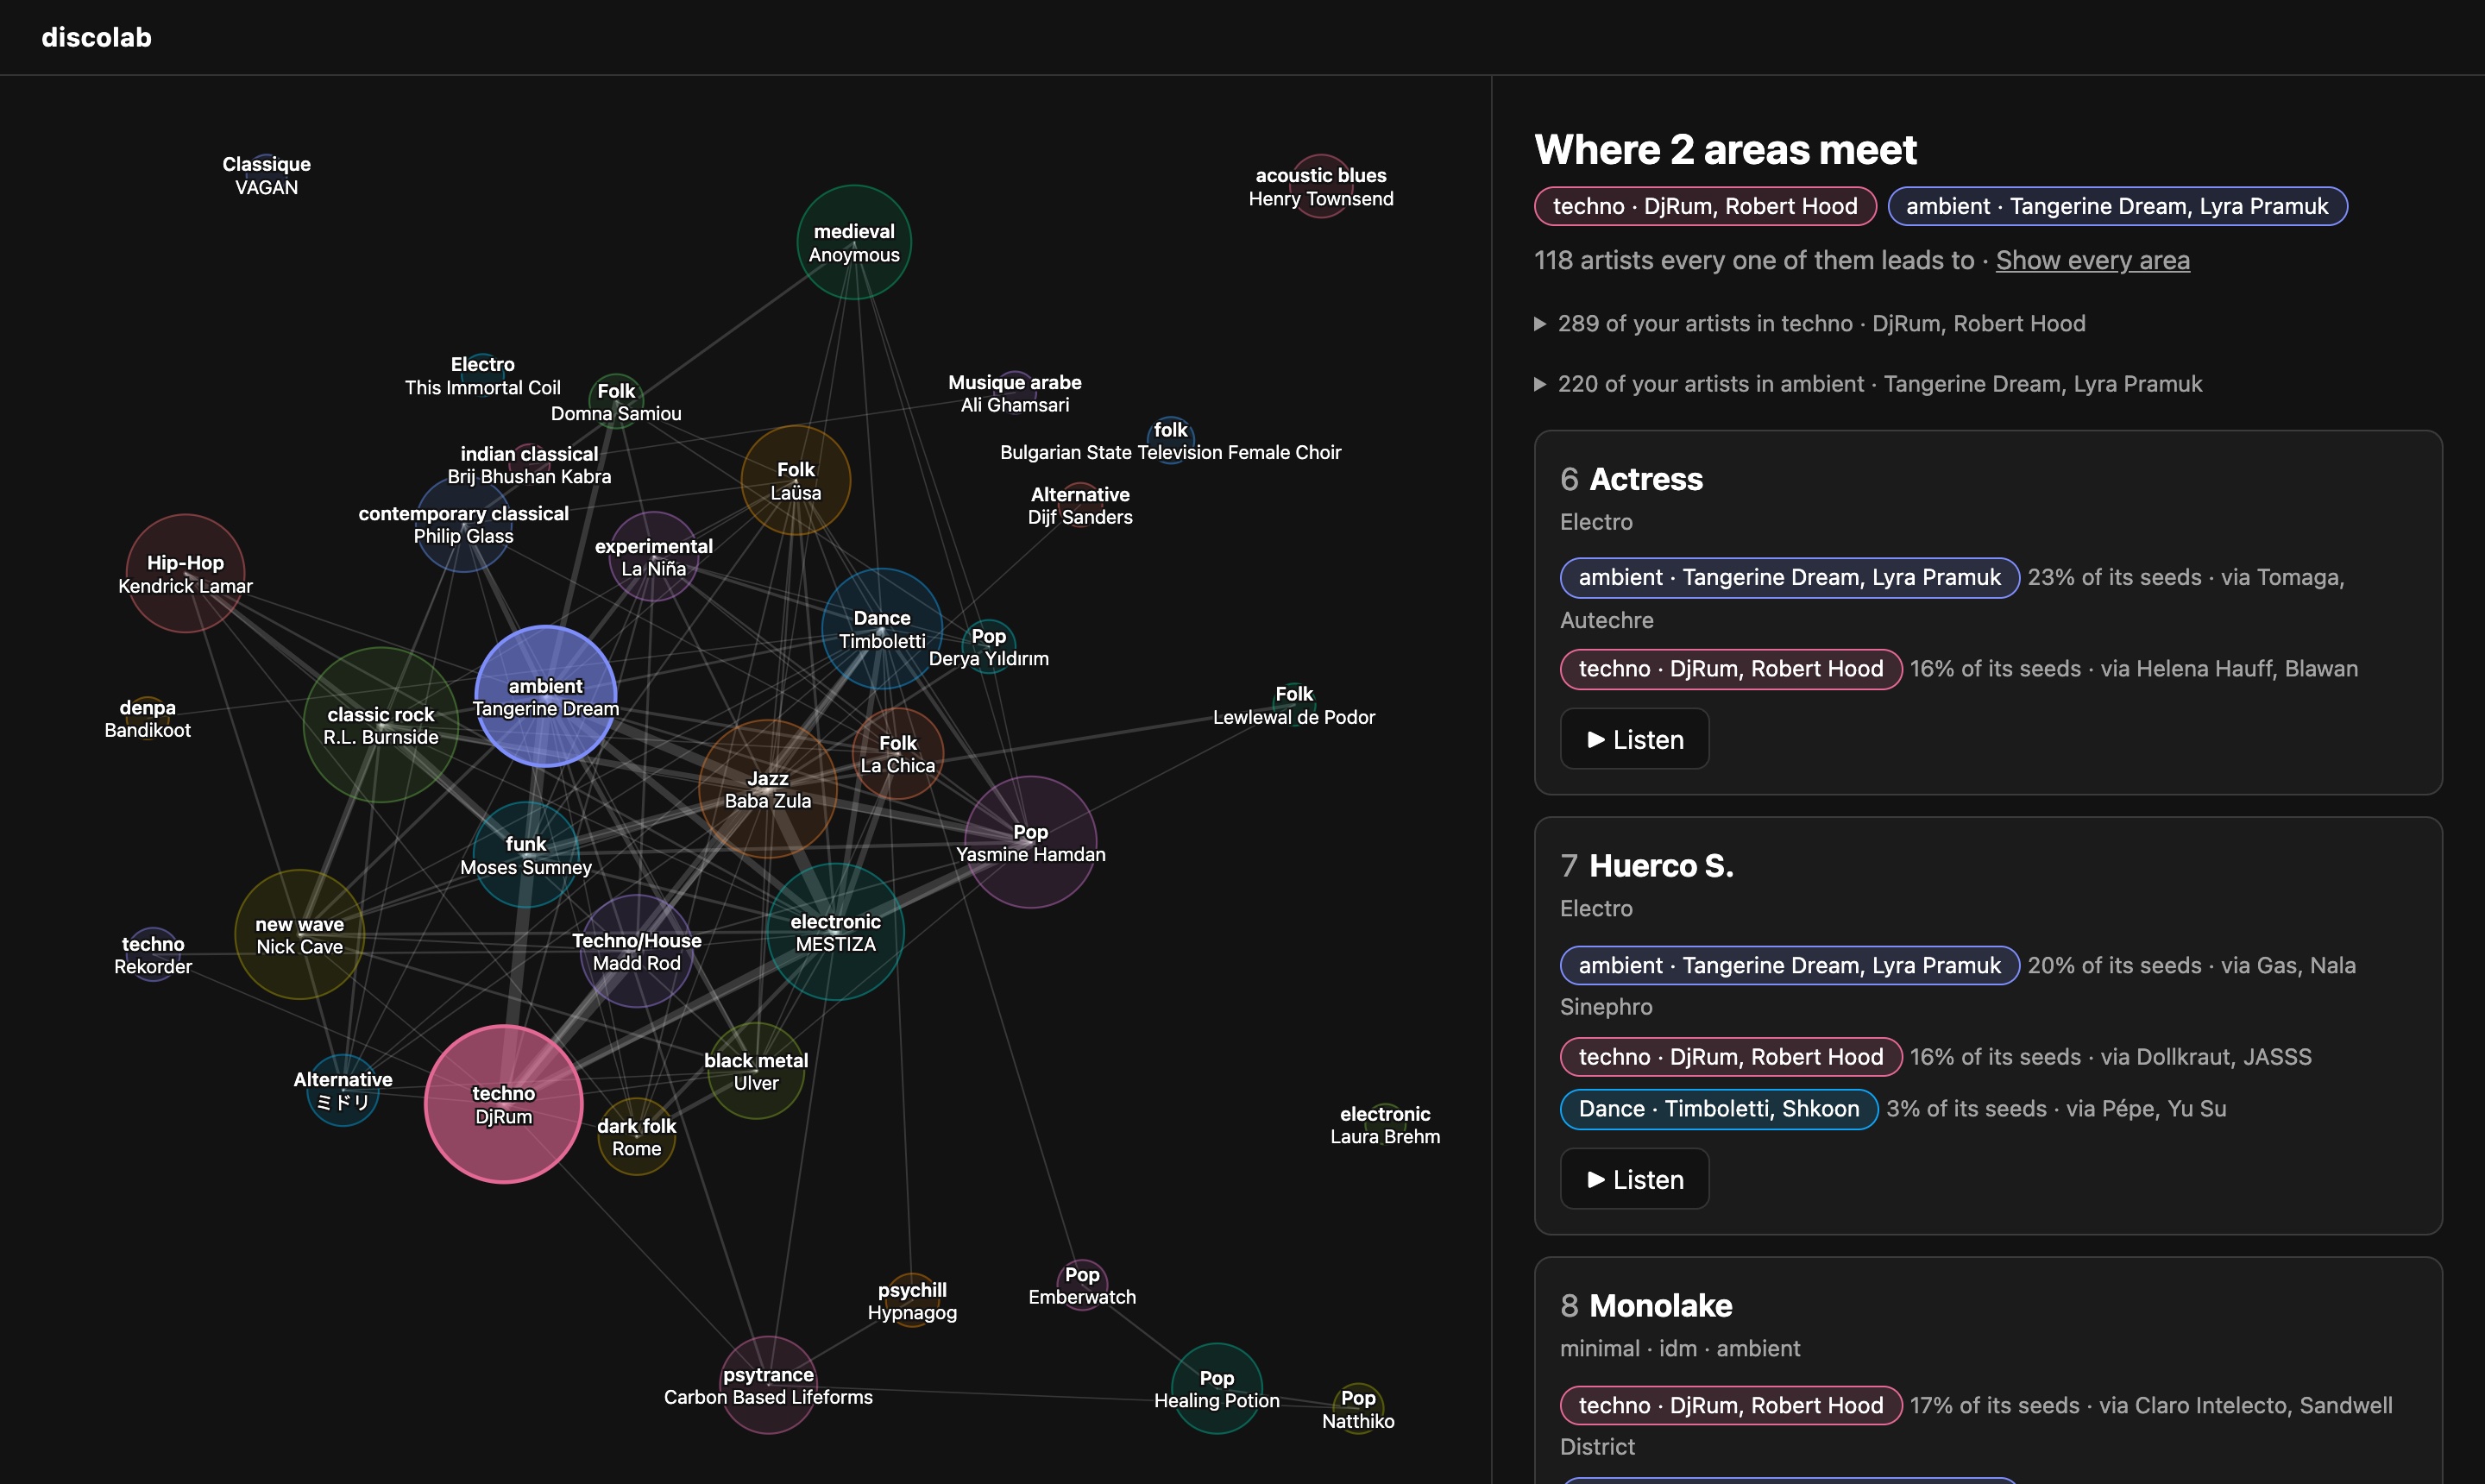 discolab
Classique
VAGAN
acoustic blues
Henry Townsend
medieval
Anoymous
Electro
This Immortal Coil
Folk
Domna Samiou
Musique arabe
Ali Ghamsari
folk
Bulgarian State Television Female Choir
indian classical
Brij Bhushan Kabra
Folk
Laüsa
Alternative
Dijf Sanders
contemporary classical
Philip Glass
Hip-Hop
Kendrick Lamar
experimental
La Niña
Dance
Timboletti
Pop
Derya Yıldırım
ambient
Tangerine Dream
denpa
Bandikoot
classic rock
R.L. Burnside
Folk
Lewlewal de Podor
Folk
La Chica
Jazz
Baba Zula
funk
Moses Sumney
Pop
Yasmine Hamdan
new wave
Nick Cave
techno
Rekorder
Techno/House
Madd Rod
electronic
MESTIZA
Alternative
ミドリ
techno
DjRum
black metal
Ulver
dark folk
Rome
electronic
Laura Brehm
psychill
Hypnagog
Pop
Emberwatch
psytrance
Carbon Based Lifeforms
Pop
Healing Potion
Pop
Natthiko
Where 2 areas meet
techno · DjRum, Robert Hood ambient · Tangerine Dream, Lyra Pramuk
118 artists every one of them leads to · Show every area
▶ 289 of your artists in techno · DjRum, Robert Hood
▶ 220 of your artists in ambient · Tangerine Dream, Lyra Pramuk
6 Actress
Electro
ambient · Tangerine Dream, Lyra Pramuk 23% of its seeds · via Tomaga,
Autechre
techno · DjRum, Robert Hood 16% of its seeds · via Helena Hauff, Blawan
▶ Listen
7 Huerco S.
Electro
ambient · Tangerine Dream, Lyra Pramuk 20% of its seeds · via Gas, Nala
Sinephro
techno · DjRum, Robert Hood 16% of its seeds · via Dollkraut, JASSS
Dance · Timboletti, Shkoon 3% of its seeds · via Pépe, Yu Su
▶ Listen
8 Monolake
minimal · idm · ambient
techno · DjRum, Robert Hood 17% of its seeds · via Claro Intelecto, Sandwell
District